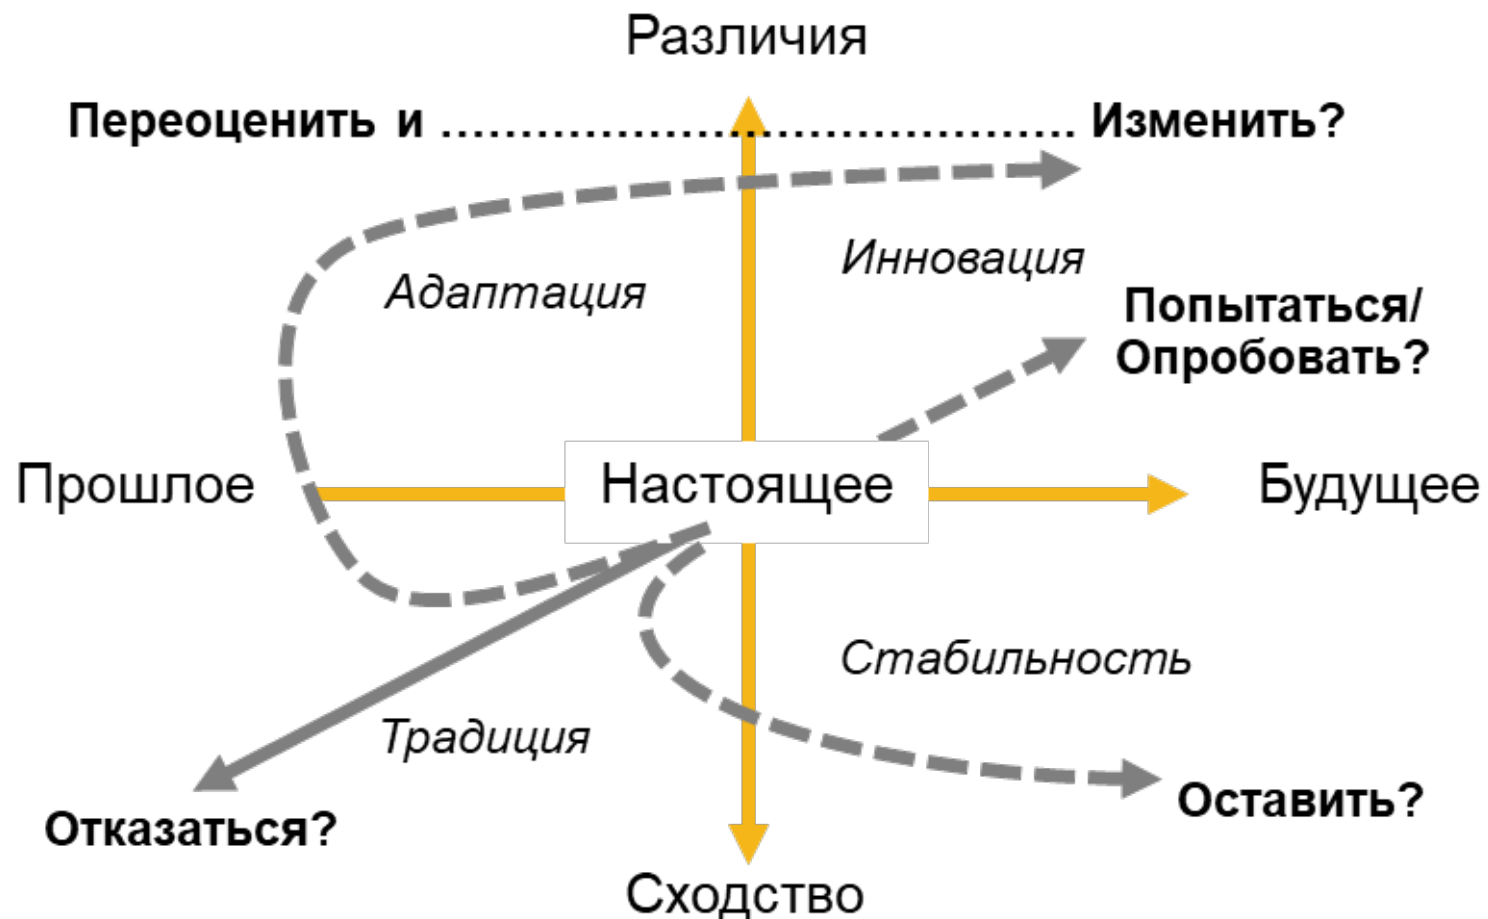 Различия
Переоценить и ........................................ Изменить?
Инновация
Адаптация
Попытаться/
Опробовать?
Прошлое
Настоящее
Будущее
Стабильность
Традиция
Оставить?
Отказаться?
Сходство